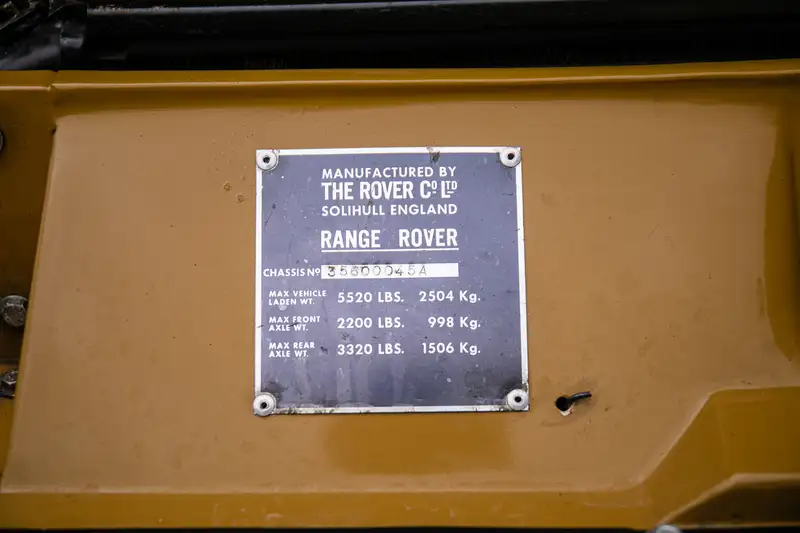 MANUFACTURED BY
THE ROVER Co LTD
SOLIHULL ENGLAND
RANGE ROVER
CHASSIS No 35600045A
MAX VEHICLE LADEN WT. 5520 LBS. 2504 Kg.
MAX FRONT AXLE WT. 2200 LBS. 998 Kg.
MAX REAR AXLE WT. 3320 LBS. 1506 Kg.